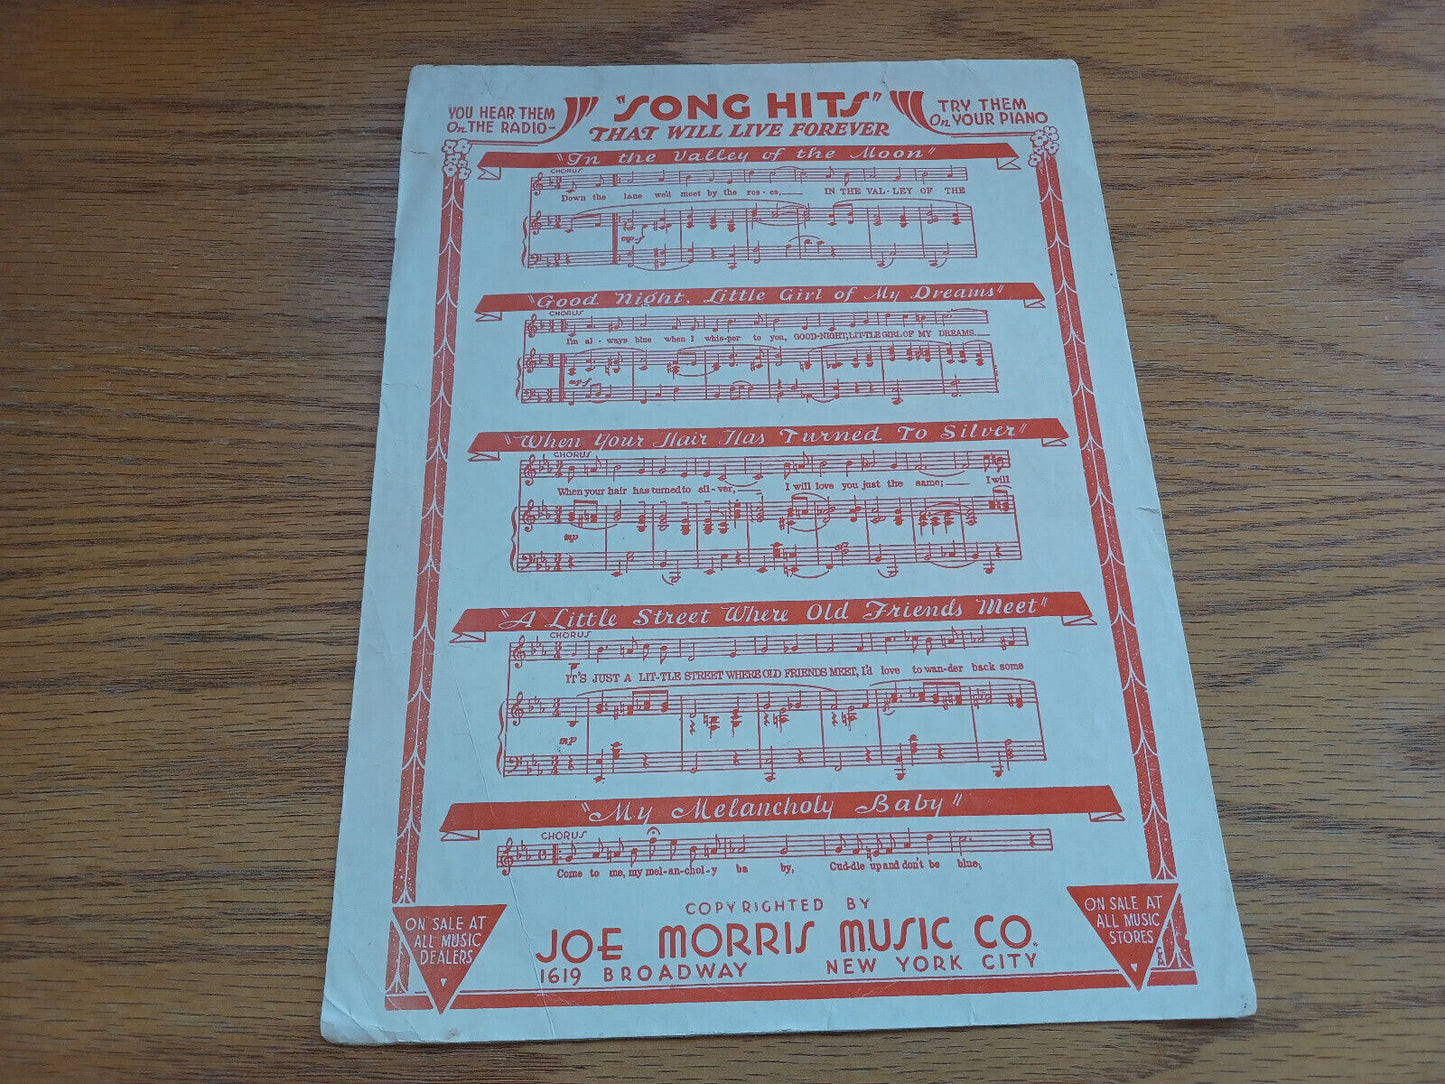 YOU HEAR THEM
On THE RADIO-
"SONG HITS"
THAT WILL LIVE FOREVER
TRY THEM
On YOUR PIANO
"In the Valley of the Moon"
CHORUS
Down the lane we'll meet by the ros-es, IN THE VAL-LEY OF THE
mp-f
"Good Night, Little Girl of My Dreams"
CHORUS
I'm al-ways blue when I whis-per to you, GOOD-NIGHT, LIT-TLE GIRL OF MY DREAMS.
mp-f
"When Your Hair Has Turned To Silver"
CHORUS
When your hair has turned to sil-ver, I will love you just the same; I will
mp
"A Little Street Where Old Friends Meet"
CHORUS
IT'S JUST A LIT-TLE STREET WHERE OLD FRIENDS MEET, I'd love to wan-der back some
mp
"My Melancholy Baby"
CHORUS
Come to me, my mel-an-chol-y ba by, Cud-dle up and don't be blue;
COPYRIGHTED BY
JOE MORRIS MUSIC CO.
1619 BROADWAY NEW YORK CITY
ON SALE AT
ALL MUSIC
DEALERS
ON SALE AT
ALL MUSIC
STORES